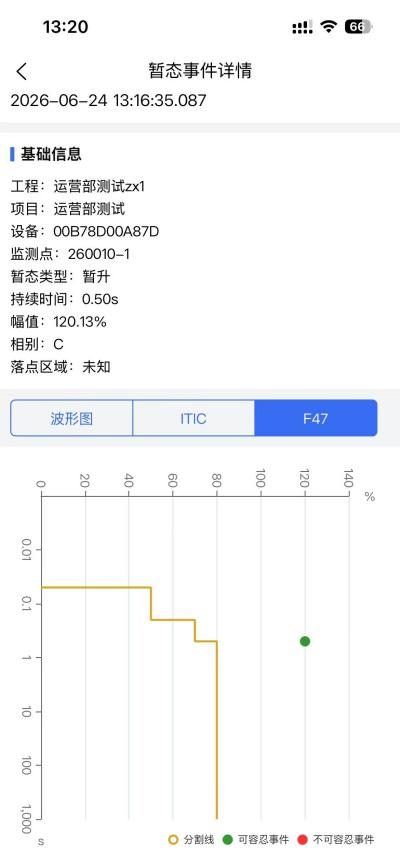 13:20
66
暂态事件详情
2026-06-24 13:16:35.087
基础信息
工程：运营部测试zx1
项目：运营部测试
设备：00B78D00A87D
监测点：260010-1
暂态类型：暂升
持续时间：0.50s
幅值：120.13%
相别：C
落点区域：未知
波形图 ITIC F47
0 20 40 60 80 100 120 140
%
0.01
0.1
1
10
100
1,000
s
分割线 可容忍事件 不可容忍事件